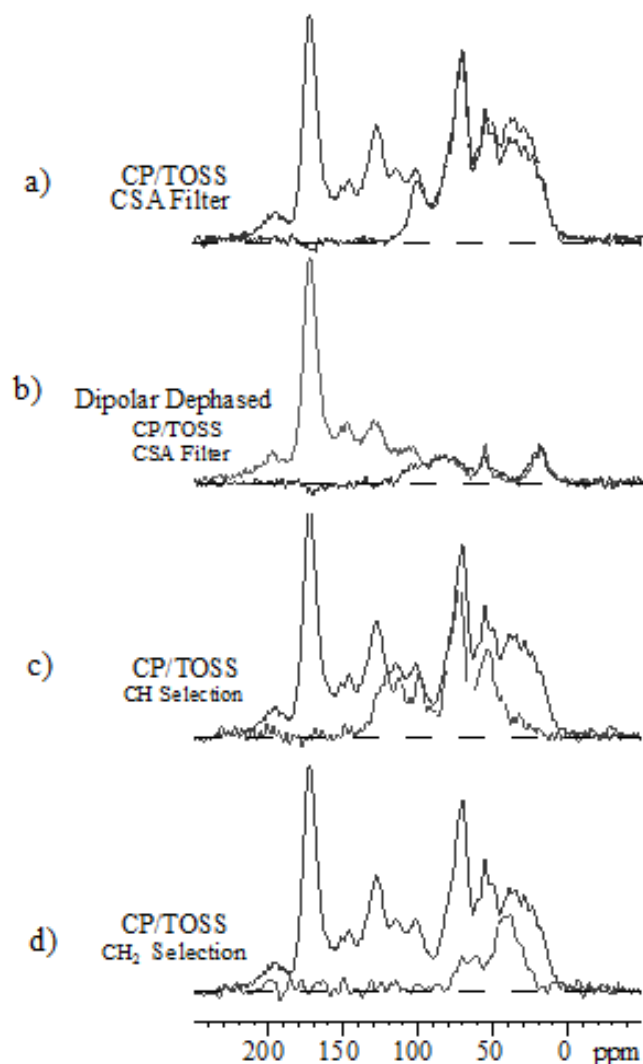 a)
CP/TOSS
CSA Filter
b)
Dipolar Dephased
CP/TOSS
CSA Filter
c)
CP/TOSS
CH Selection
d)
CP/TOSS
CH₂ Selection
200 150 100 50 0 ppm